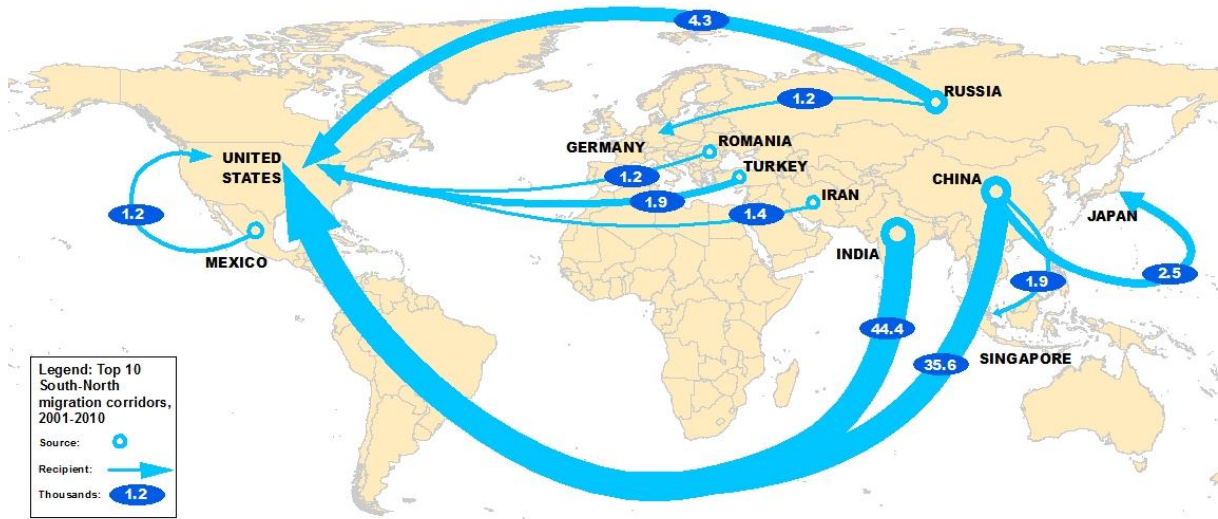 4.3
RUSSIA
1.2
GERMANY
ROMANIA
UNITED
STATES
TURKEY
1.2
CHINA
IRAN
1.9
JAPAN
1.2
1.4
MEXICO
INDIA
2.5
1.9
44.4
SINGAPORE
35.6
Legend: Top 10
South-North
migration corridors,
2001-2010
Source:
Recipient:
Thousands: 1.2